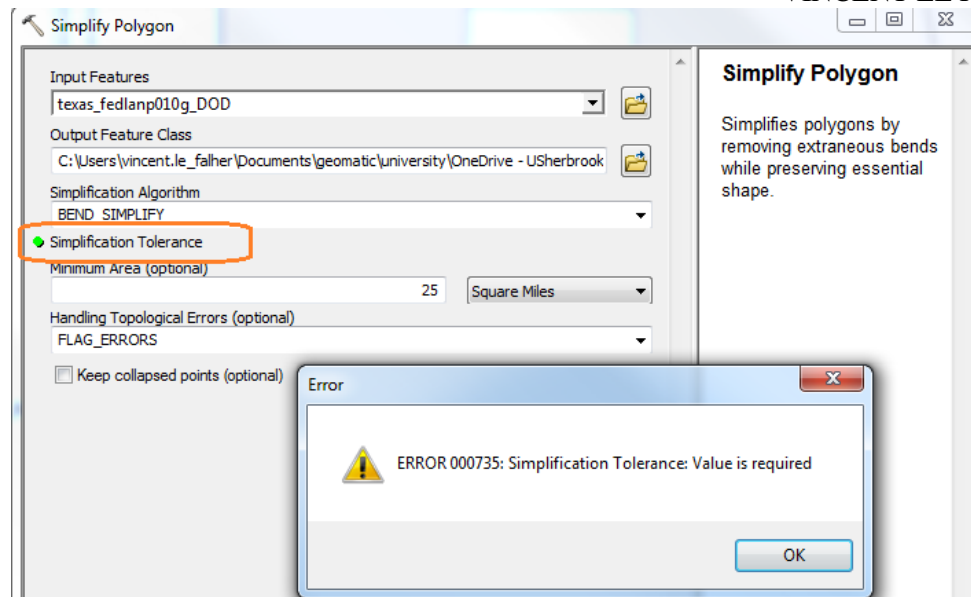 Simplify Polygon
Input Features
texas_fedlanp010g_DOD
Output Feature Class
C:\Users\vincent.le_falher\Documents\geomatic\university\OneDrive - USherbrook
Simplification Algorithm
BEND_SIMPLIFY
Simplification Tolerance
Minimum Area (optional)
25 Square Miles
Handling Topological Errors (optional)
FLAG_ERRORS
Keep collapsed points (optional)
Simplify Polygon
Simplifies polygons by
removing extraneous bends
while preserving essential
shape.
Error
ERROR 000735: Simplification Tolerance: Value is required
OK